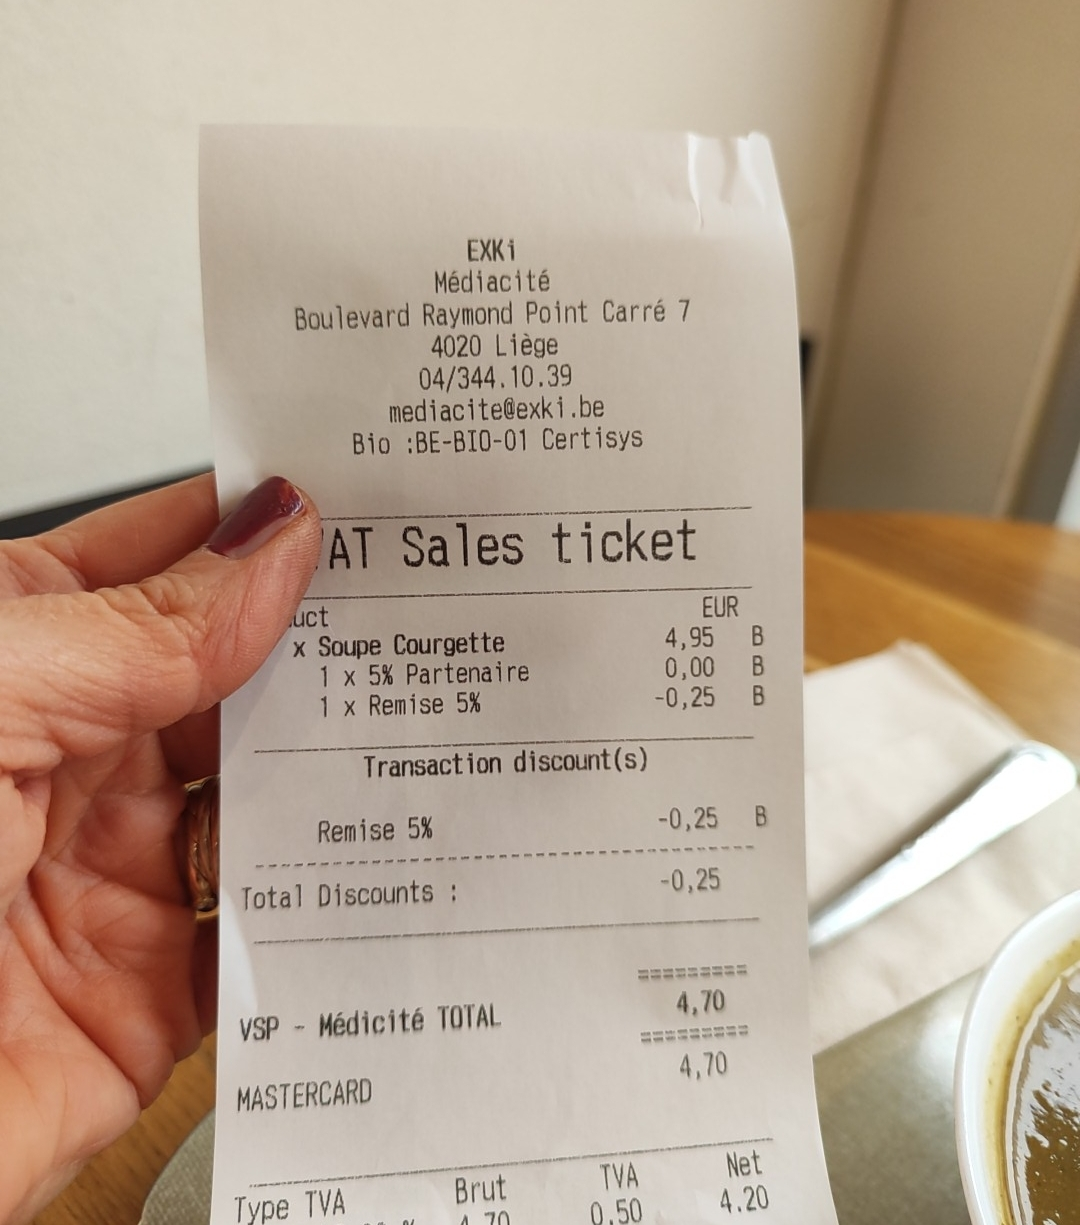 EXKi
Médiacité
Boulevard Raymond Point Carré 7
4020 Liège
04/344.10.39
mediacite@exki.be
Bio :BE-BIO-01 Certisys
AT Sales ticket
uct EUR
x Soupe Courgette 4,95 B
1 x 5% Partenaire 0,00 B
1 x Remise 5% -0,25 B
Transaction discount(s)
Remise 5% -0,25 B
Total Discounts : -0,25
=========
VSP - Médicité TOTAL 4,70
=========
MASTERCARD 4,70
Type TVA Brut TVA Net
% 4.70 0.50 4.20